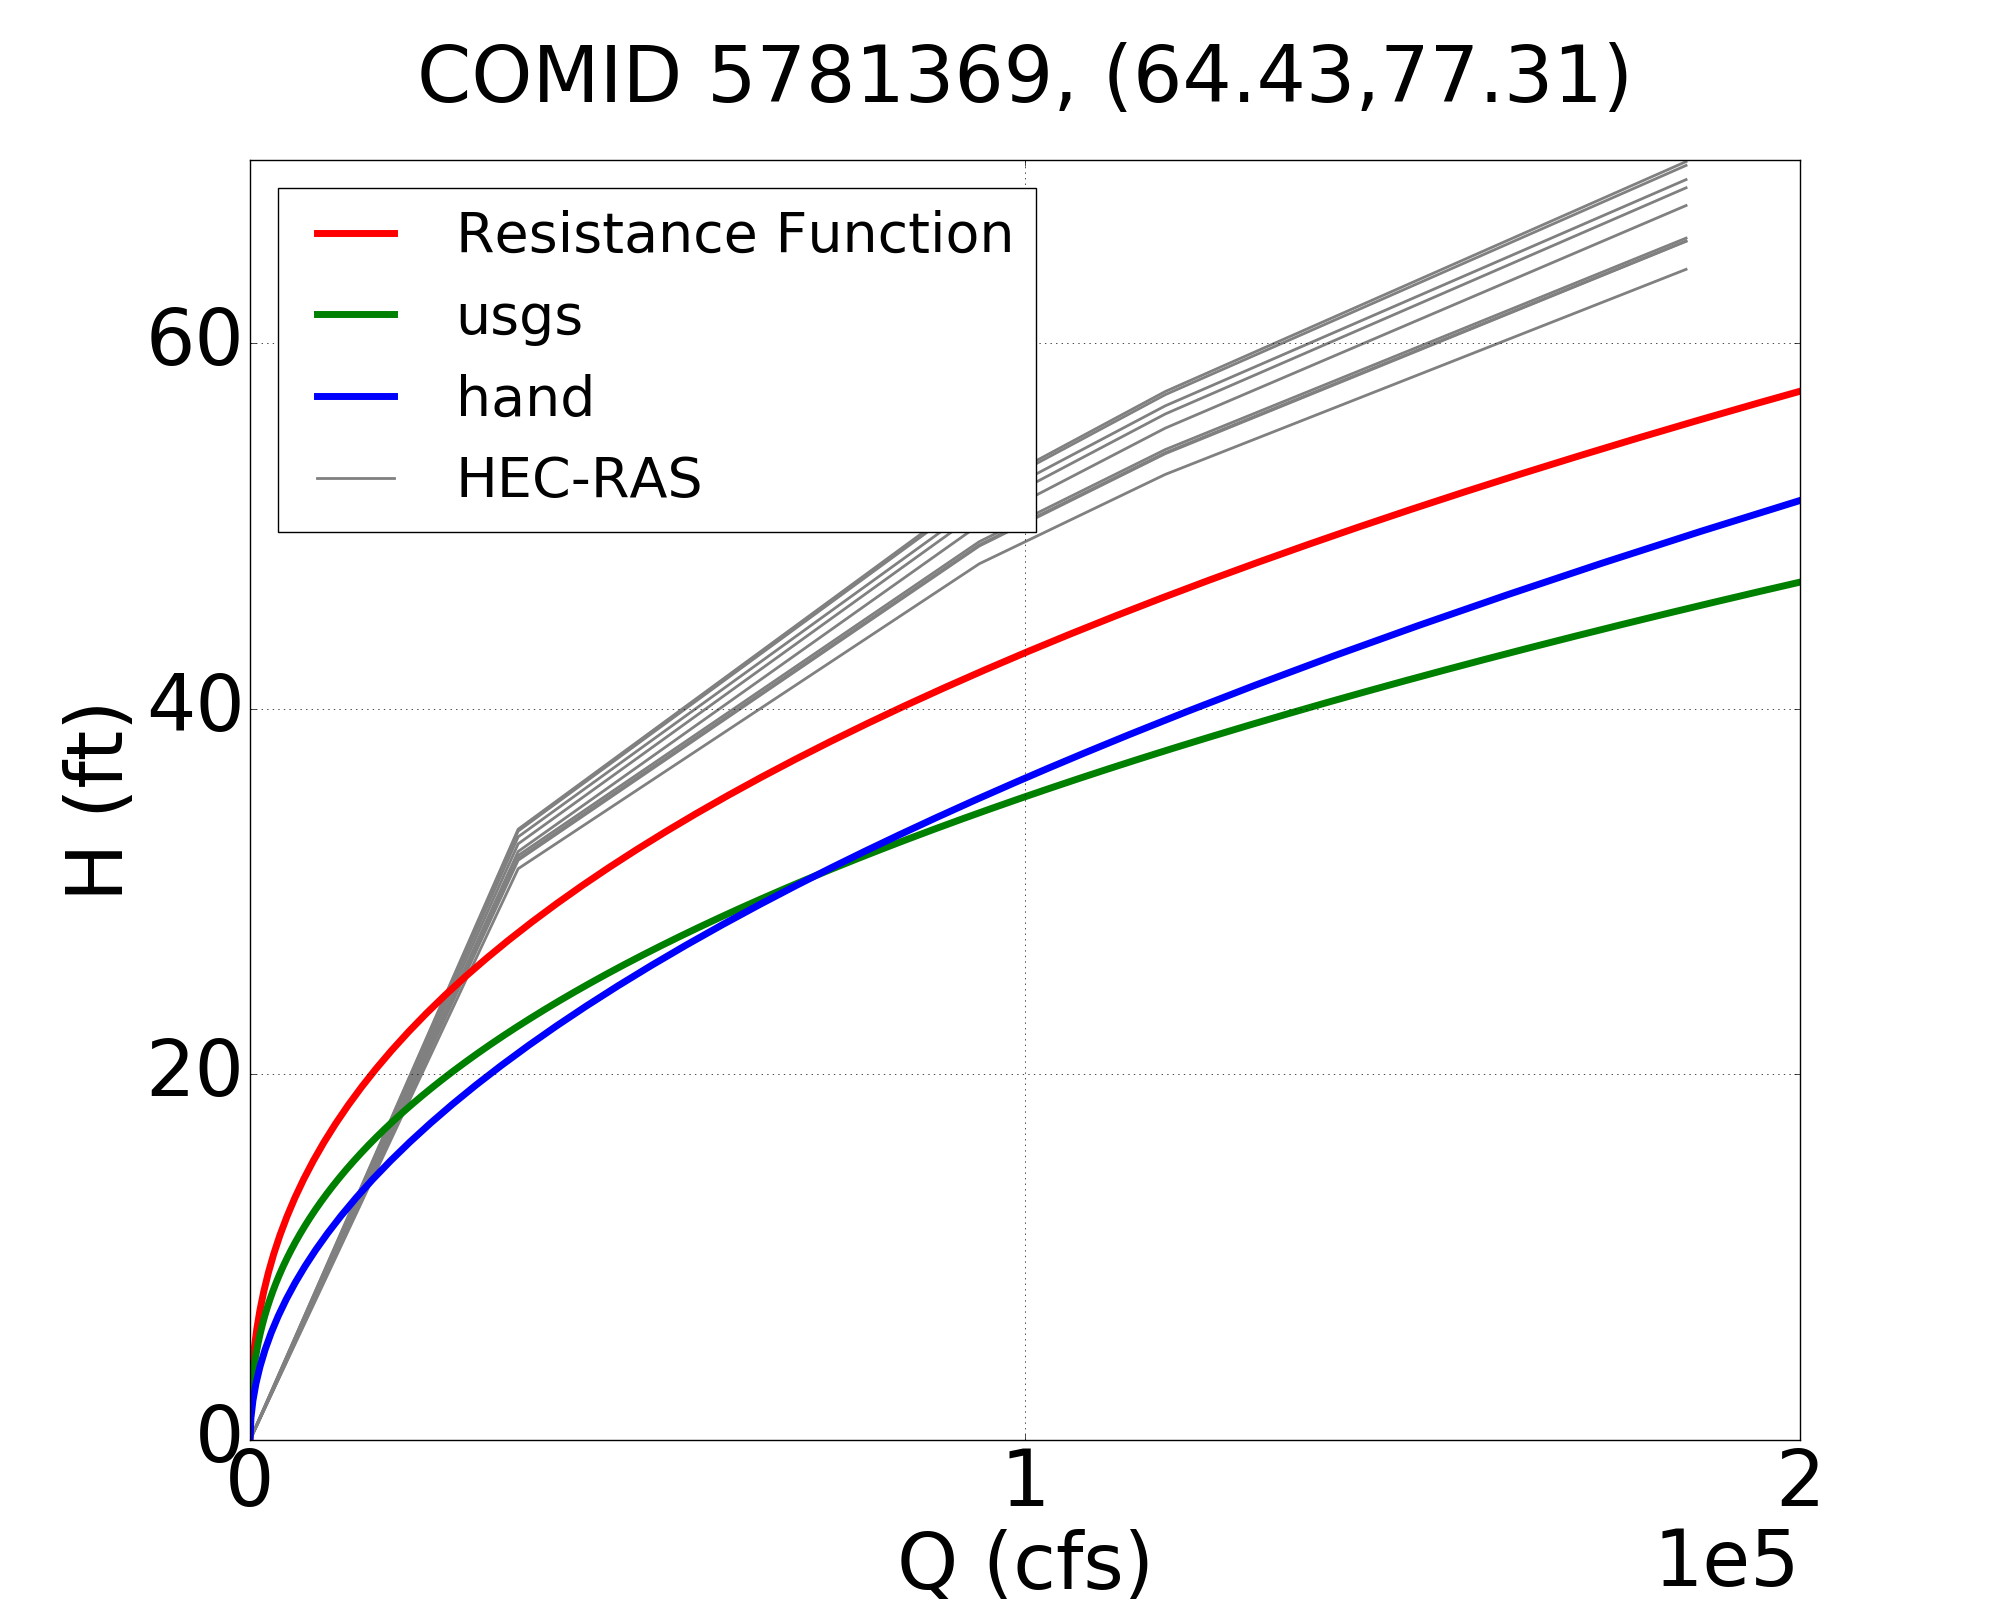 COMID 5781369, (64.43,77.31)
Resistance Function
usgs
hand
HEC-RAS
60
40
20
0
H (ft)
0
1
2
Q (cfs)
1e5